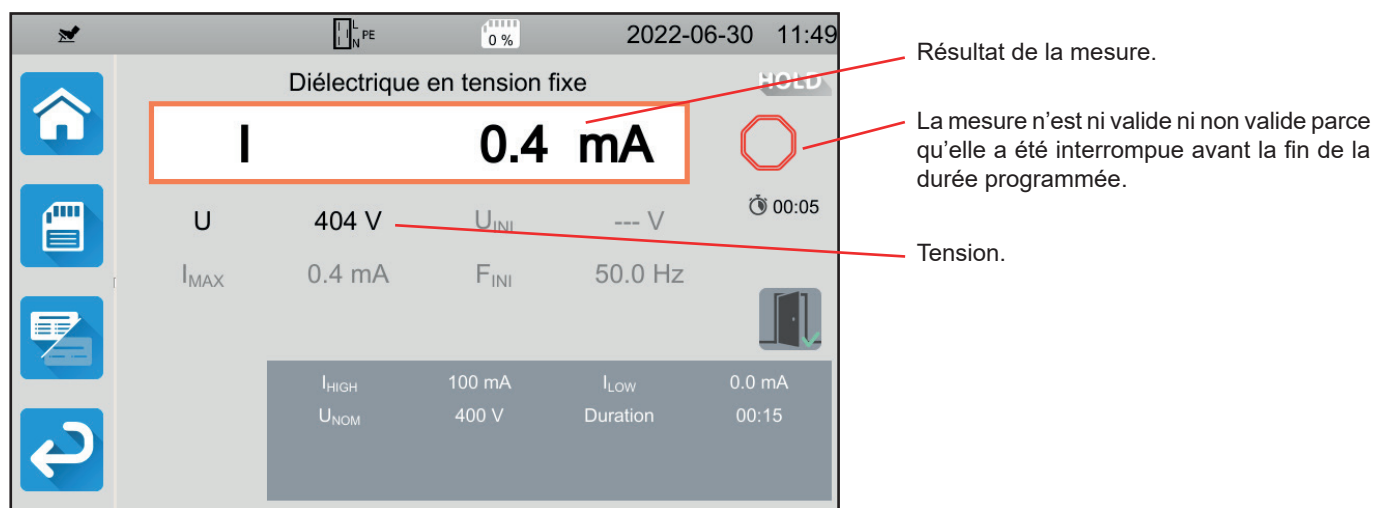 L
N PE
0 %
2022-06-30 11:49
Diélectrique en tension fixe
HOLD
I 0.4 mA
00:05
U 404 V UINI --- V
IMAX 0.4 mA FINI 50.0 Hz
IHIGH 100 mA ILOW 0.0 mA
UNOM 400 V Duration 00:15
Résultat de la mesure.
La mesure n’est ni valide ni non valide parce
qu’elle a été interrompue avant la fin de la
durée programmée.
Tension.